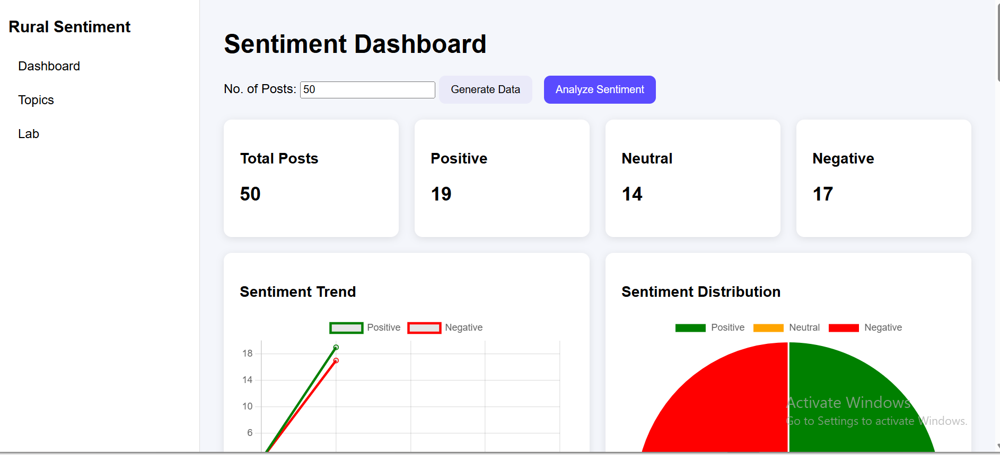 Rural Sentiment
Dashboard
Topics
Lab
Sentiment Dashboard
No. of Posts: 50 Generate Data Analyze Sentiment
Total Posts
50
Positive
19
Neutral
14
Negative
17
Sentiment Trend
Positive Negative
18
14
10
6
Sentiment Distribution
Positive Neutral Negative
Activate Windows
Go to Settings to activate Windows.